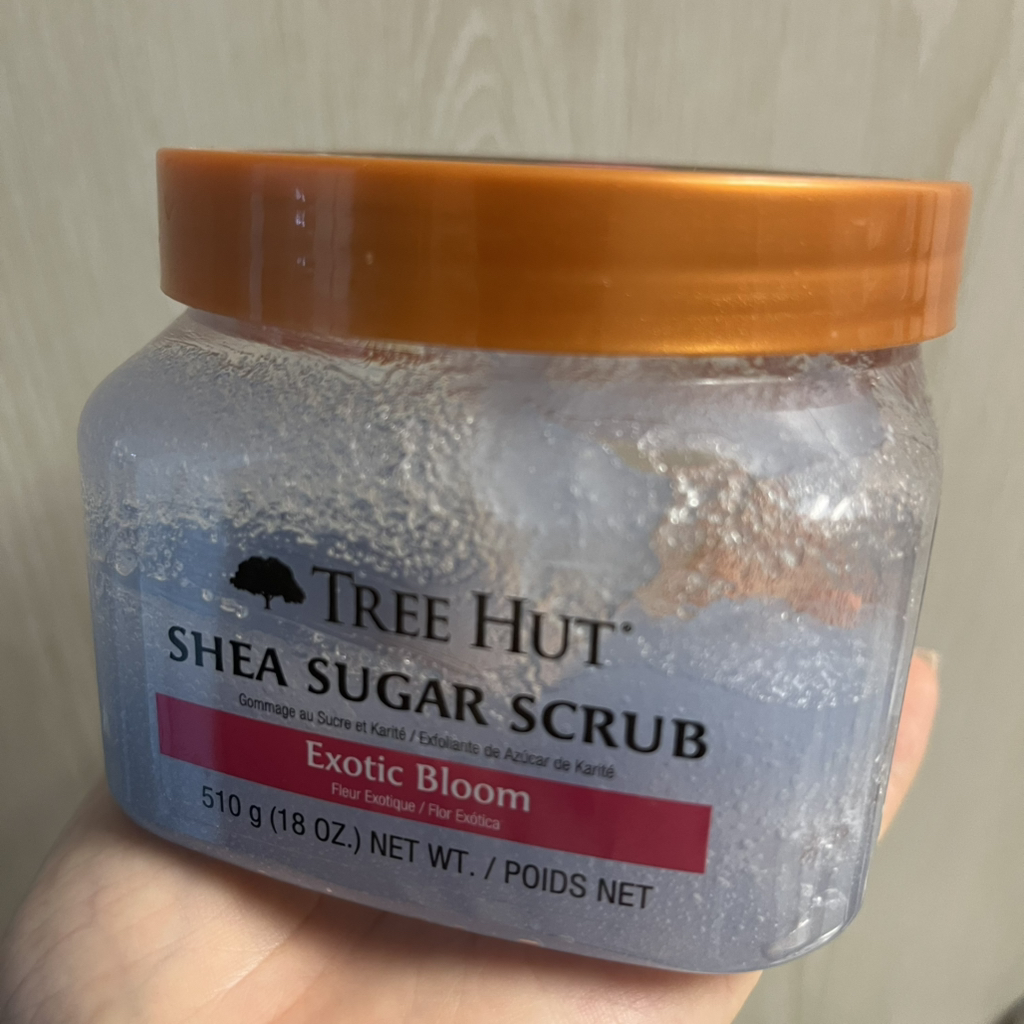 TREE HUT®
SHEA SUGAR SCRUB
Gommage au Sucre et Karité / Exfoliante de Azúcar de Karité
Exotic Bloom
Fleur Exotique / Flor Exótica
510 g (18 OZ.) NET WT. / POIDS NET